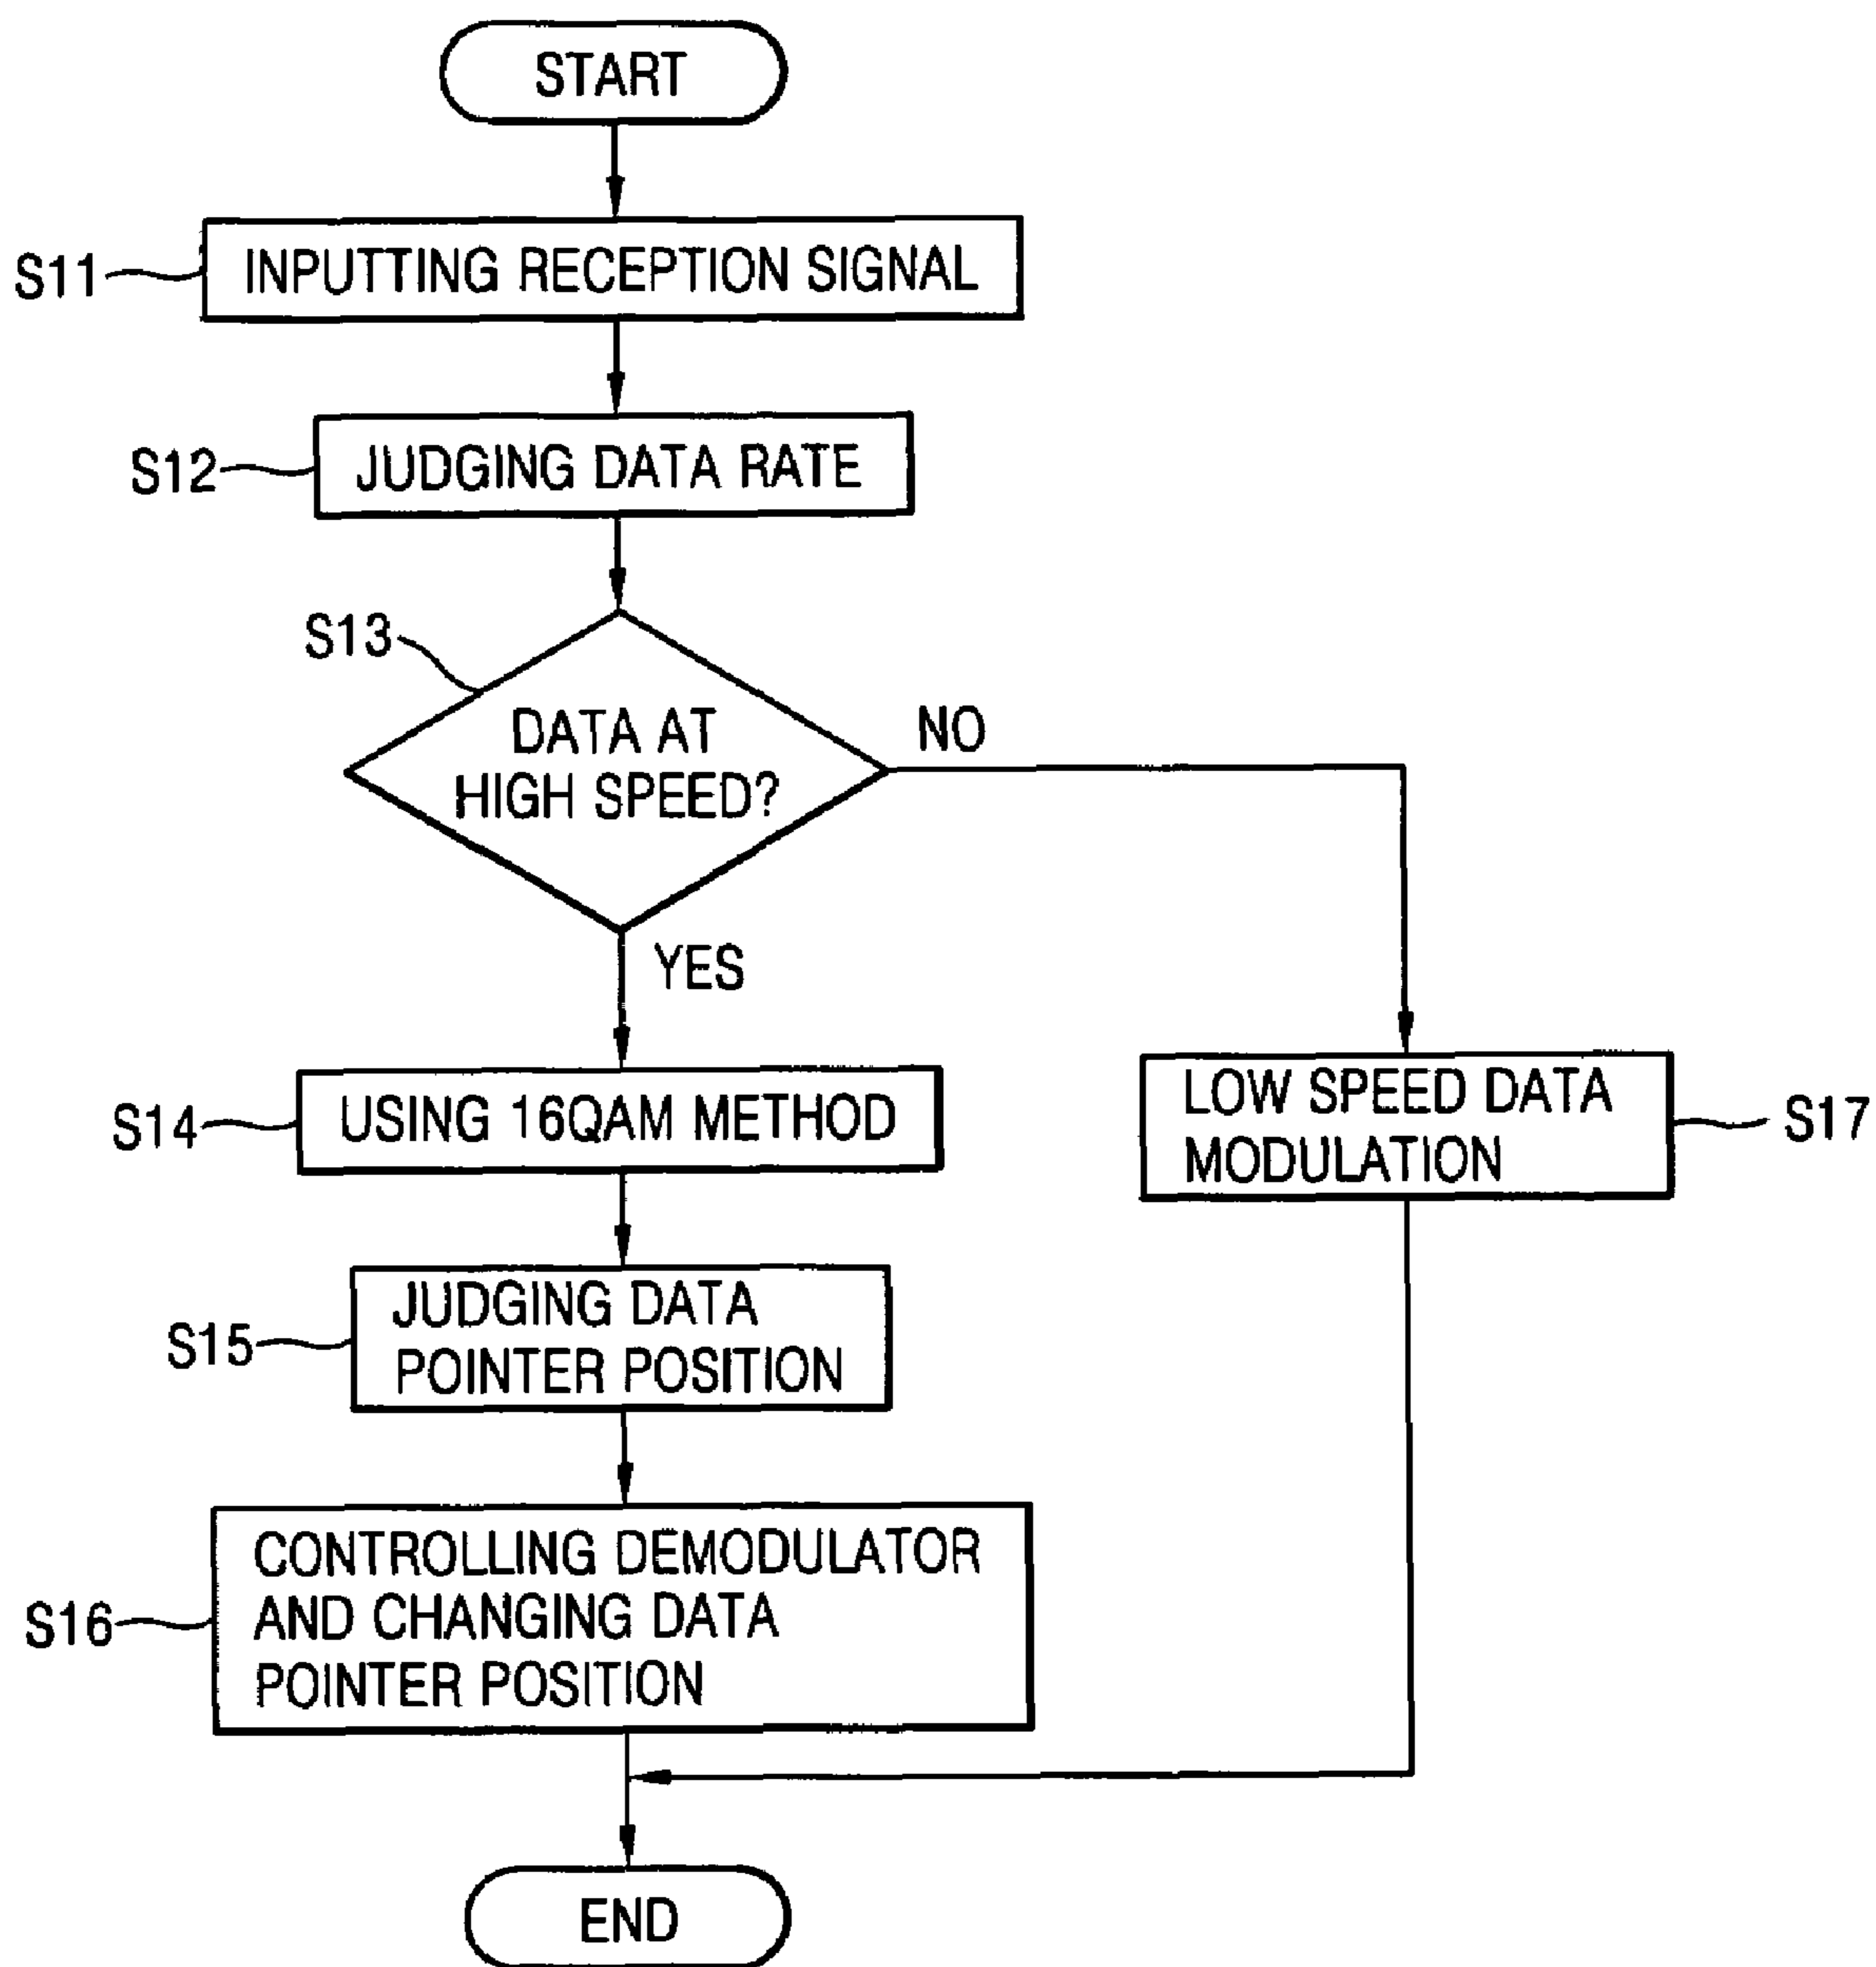 START
S11
INPUTTING RECEPTION SIGNAL
S12
JUDGING DATA RATE
S13
DATA AT
HIGH SPEED?
NO
YES
S14
USING 16QAM METHOD
LOW SPEED DATA
MODULATION
S17
S15
JUDGING DATA
POINTER POSITION
S16
CONTROLLING DEMODULATOR
AND CHANGING DATA
POINTER POSITION
END